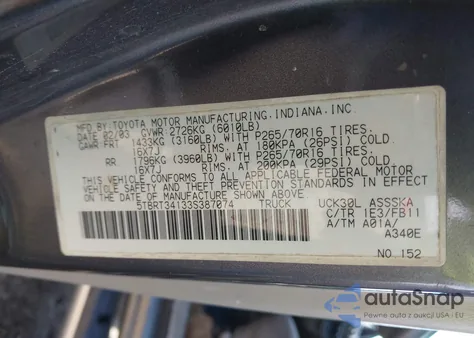 MFD. BY: TOYOTA MOTOR MANUFACTURING, INDIANA, INC.
DATE 02/03 GVWR: 2726KG (6010LB)
GAWR FRT 1433KG (3160LB) WITH P265/70R16 TIRES.
16X7J RIMS. AT 180KPA (26PSI) COLD.
RR 1796KG (3960LB) WITH P265/70R16 TIRES.
16X7J RIMS. AT 200KPA (29PSI) COLD.
THIS VEHICLE CONFORMS TO ALL APPLICABLE FEDERAL MOTOR
VEHICLE SAFETY AND THEFT PREVENTION STANDARDS IN
EFFECT ON THE DATE OF MANUFACTURE SHOWN ABOVE.
5TBRT34133S387074 TRUCK UCK30L ASSSKA
C/TR 1E3/FB11
A/TM A01A/
A340E
NO 152
autoSnap
Pewne auta z aukcji USA i EU